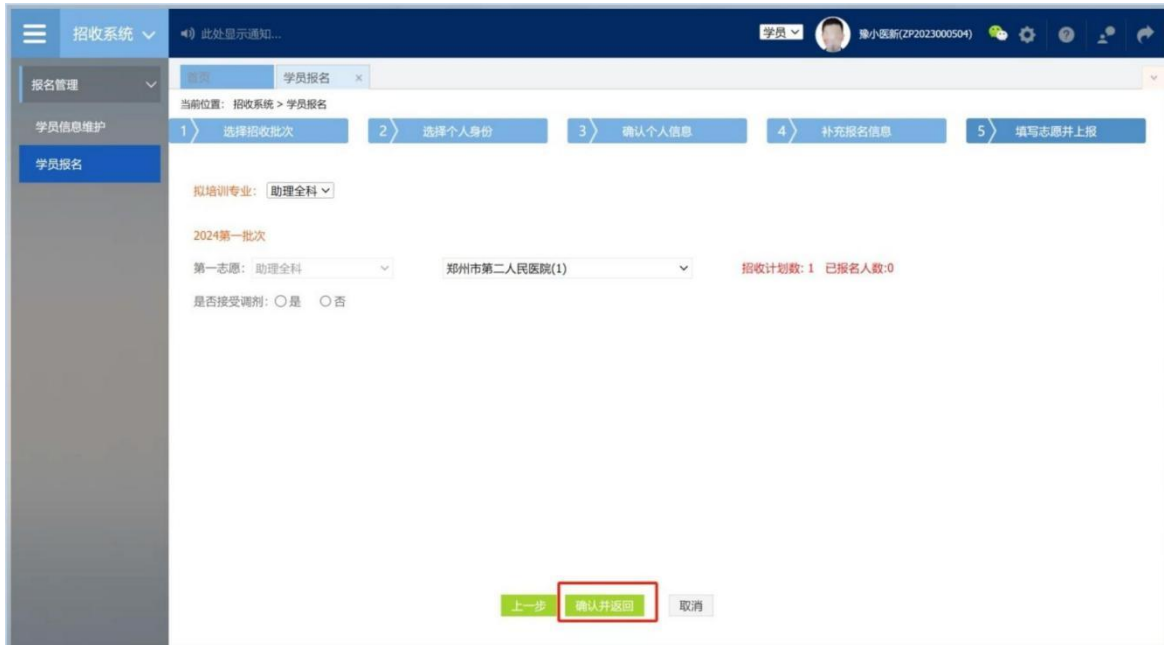 招收系统 此处显示通知... 学员 豫小医新(ZP2023000504)
报名管理 首页 学员报名 ×
当前位置: 招收系统 > 学员报名
学员信息维护 1 选择招收批次 2 选择个人身份 3 确认个人信息 4 补充报名信息 5 填写志愿并上报
学员报名
拟培训专业: 助理全科
2024第一批次
第一志愿: 助理全科 郑州市第二人民医院(1) 招收计划数: 1 已报名人数:0
是否接受调剂: 是 否
上一步 确认并返回 取消